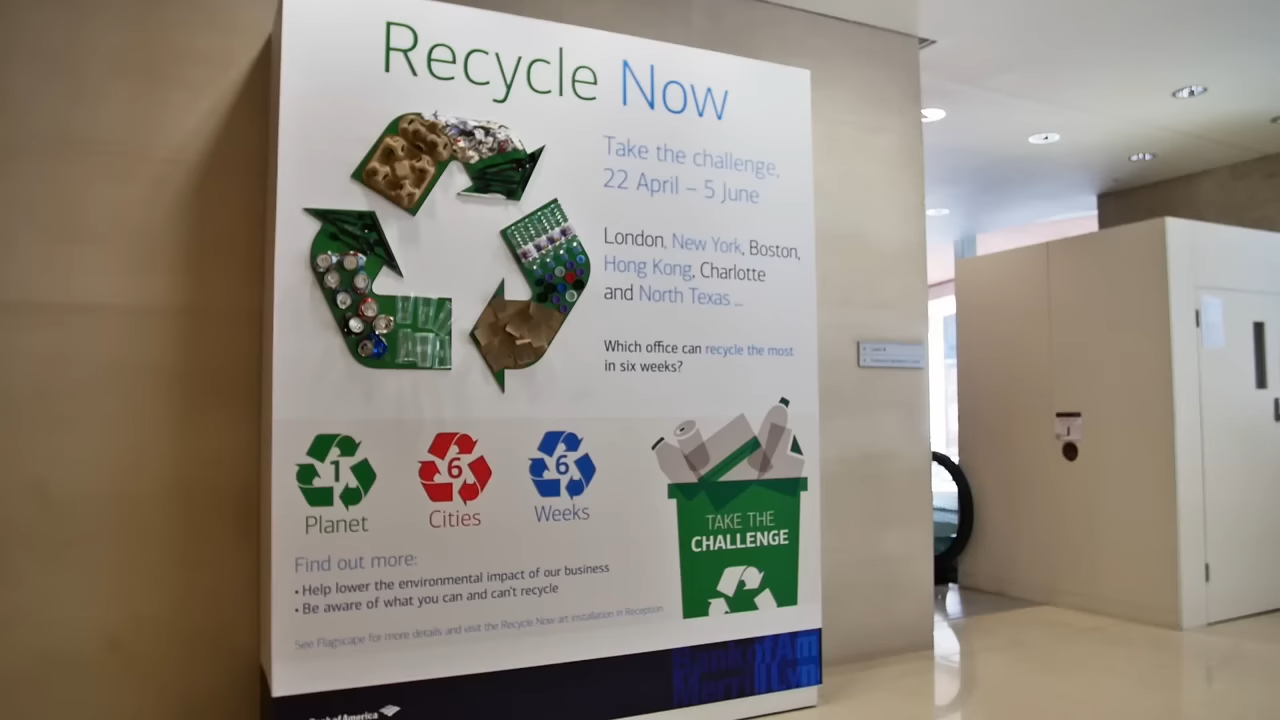 Recycle Now
Take the challenge,
22 April – 5 June
London, New York, Boston,
Hong Kong, Charlotte
and North Texas ...
Which office can recycle the most
in six weeks?
1
Planet
6
Cities
6
Weeks
TAKE THE
CHALLENGE
Find out more:
• Help lower the environmental impact of our business
• Be aware of what you can and can't recycle
See Flagscape for more details and visit the Recycle Now art installation in Reception
Bank of America